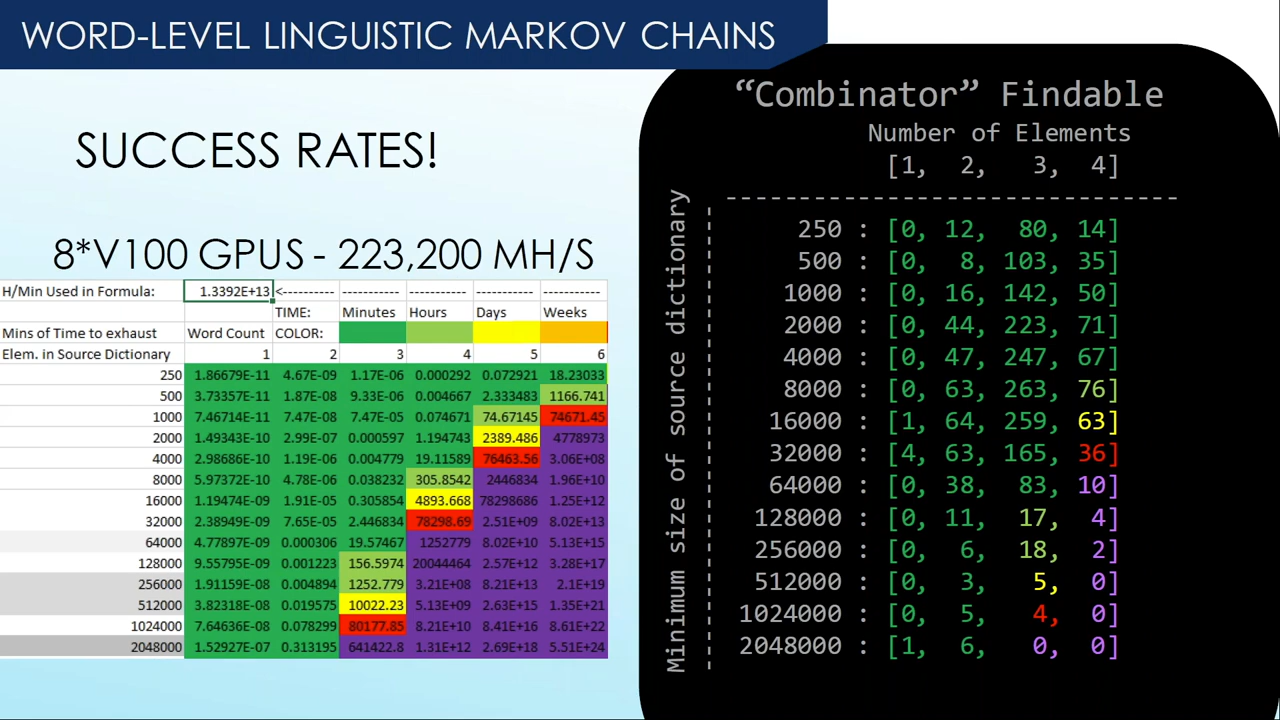 WORD-LEVEL LINGUISTIC MARKOV CHAINS
SUCCESS RATES!
8*V100 GPUS - 223,200 MH/S
H/Min Used in Formula: 1.3392E+13 <---------- ---------- ---------- ---------- ----------
TIME: Minutes Hours Days Weeks
Mins of Time to exhaust Word Count COLOR:
Elem. in Source Dictionary 1 2 3 4 5 6
250 1.86679E-11 4.67E-09 1.17E-06 0.000292 0.072921 18.23033
500 3.73357E-11 1.87E-08 9.33E-06 0.004667 2.333483 1166.741
1000 7.46714E-11 7.47E-08 7.47E-05 0.074671 74.67145 74671.45
2000 1.49343E-10 2.99E-07 0.000597 1.194743 2389.486 4778973
4000 2.98686E-10 1.19E-06 0.004779 19.11589 76463.56 3.06E+08
8000 5.97372E-10 4.78E-06 0.038232 305.8542 2446834 1.96E+10
16000 1.19474E-09 1.91E-05 0.305854 4893.668 78298686 1.25E+12
32000 2.38949E-09 7.65E-05 2.446834 78298.69 2.51E+09 8.02E+13
64000 4.77897E-09 0.000306 19.57467 1252779 8.02E+10 5.13E+15
128000 9.55795E-09 0.001223 156.5974 20044464 2.57E+12 3.28E+17
256000 1.91159E-08 0.004894 1252.779 3.21E+08 8.21E+13 2.1E+19
512000 3.82318E-08 0.019575 10022.23 5.13E+09 2.63E+15 1.35E+21
1024000 7.64636E-08 0.078299 80177.85 8.21E+10 8.41E+16 8.61E+22
2048000 1.52927E-07 0.313195 641422.8 1.31E+12 2.69E+18 5.51E+24
“Combinator” Findable
Number of Elements
[1, 2, 3, 4]
-------------------------------
Minimum size of source dictionary
250 : [0, 12, 80, 14]
500 : [0, 8, 103, 35]
1000 : [0, 16, 142, 50]
2000 : [0, 44, 223, 71]
4000 : [0, 47, 247, 67]
8000 : [0, 63, 263, 76]
16000 : [1, 64, 259, 63]
32000 : [4, 63, 165, 36]
64000 : [0, 38, 83, 10]
128000 : [0, 11, 17, 4]
256000 : [0, 6, 18, 2]
512000 : [0, 3, 5, 0]
1024000 : [0, 5, 4, 0]
2048000 : [1, 6, 0, 0]